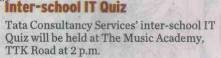 Inter-school IT Quiz
Tata Consultancy Services' inter-school IT
Quiz will be held at The Music Academy,
TTK Road at 2 p.m.